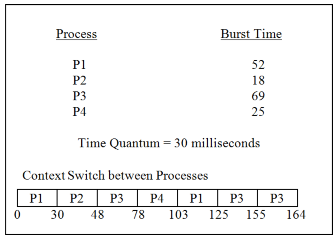 Process Burst Time
P1 52
P2 18
P3 69
P4 25
Time Quantum = 30 milliseconds
Context Switch between Processes
P1 P2 P3 P4 P1 P3 P3
0 30 48 78 103 125 155 164